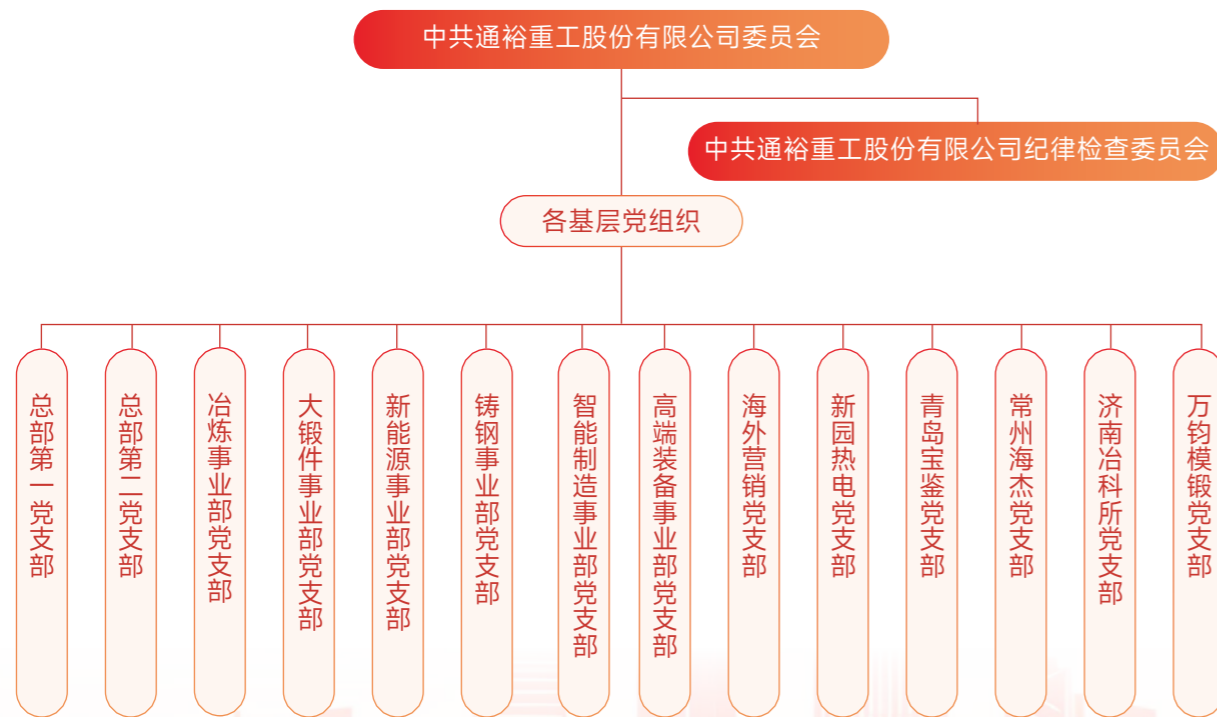 中共通裕重工股份有限公司委员会
中共通裕重工股份有限公司纪律检查委员会
各基层党组织
总部第一党支部
总部第二党支部
冶炼事业部党支部
大锻件事业部党支部
新能源事业部党支部
铸钢事业部党支部
智能制造事业部党支部
高端装备事业部党支部
海外营销党支部
新园热电党支部
青岛宝鉴党支部
常州海杰党支部
济南冶科所党支部
万钧模锻党支部